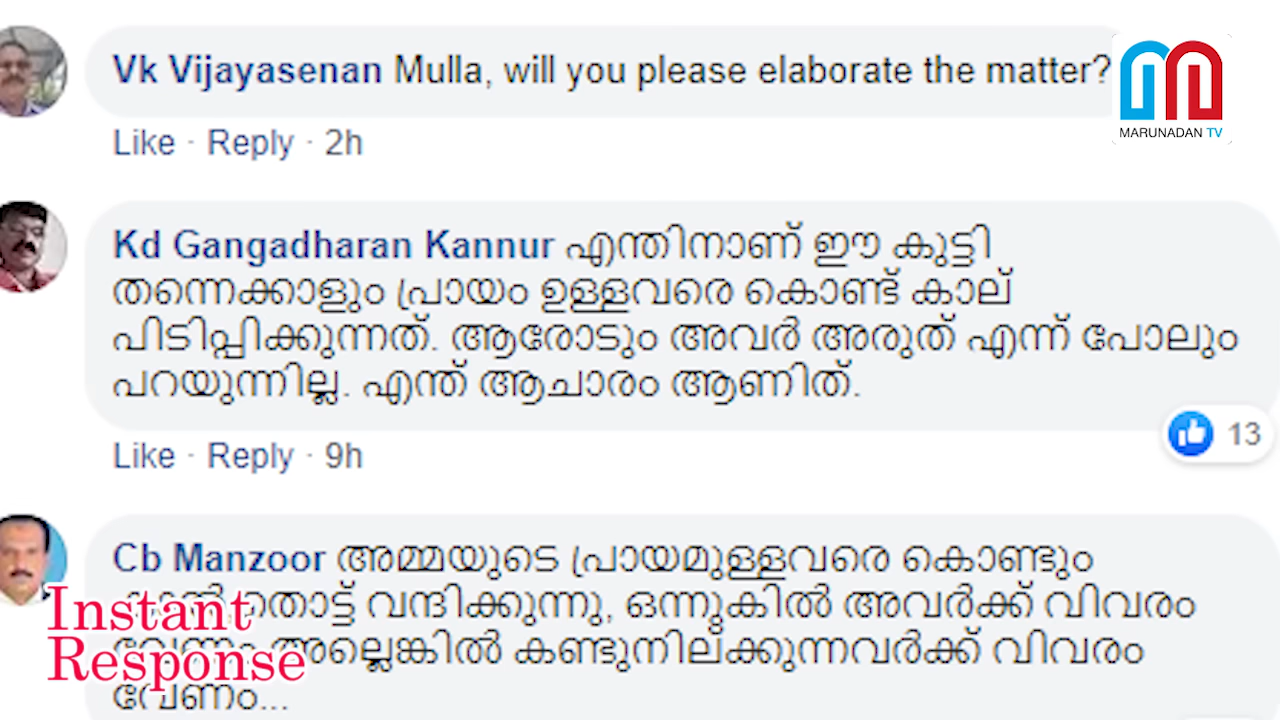 Vk Vijayasenan Mulla, will you please elaborate the matter?
MARUNADAN TV
Like · Reply · 2h
Kd Gangadharan Kannur എന്തിനാണ് ഈ കുട്ടി
തന്നെക്കാളും പ്രായം ഉള്ളവരെ കൊണ്ട് കാല്
പിടിപ്പിക്കുന്നത്. ആരോടും അവർ അരുത് എന്ന് പോലും
പറയുന്നില്ല. എന്ത് ആചാരം ആണിത്.
13
Like · Reply · 9h
Cb Manzoor അമ്മയുടെ പ്രായമുള്ളവരെ കൊണ്ടും
തൊട്ട് വന്ദിക്കുന്നു, ഒന്നുകിൽ അവർക്ക് വിവരം
അല്ലെങ്കിൽ കണ്ടുനില്ക്കുന്നവർക്ക് വിവരം
വേണം...
Instant
Response